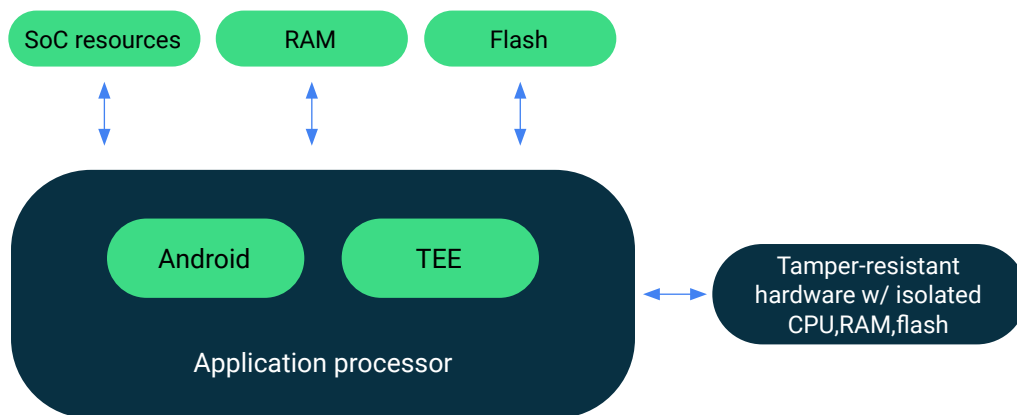 SoC resources
RAM
Flash
Android
TEE
Application processor
Tamper-resistant
hardware w/ isolated
CPU,RAM,flash